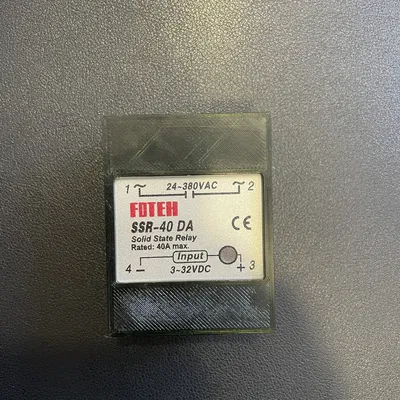 24~380VAC
1 ~ ~ 2
FOTEH
SSR-40 DA
CE
Solid State Relay
Rated: 40A max.
Input
4 − + 3
3~32VDC